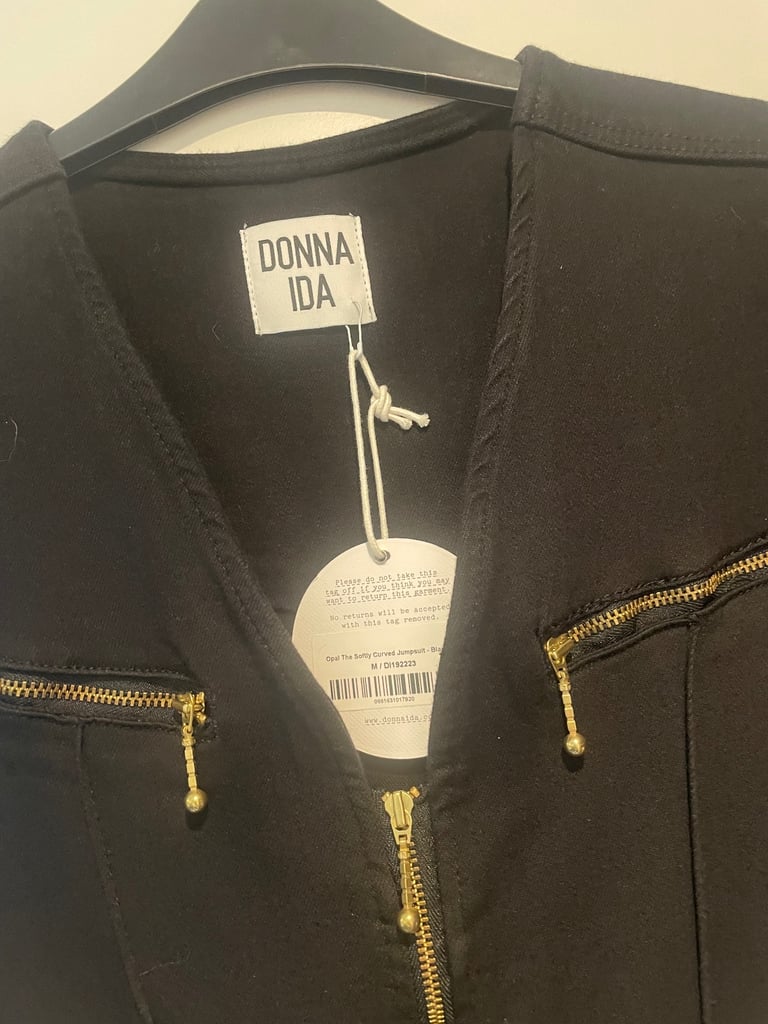 DONNA
IDA
Please do not take this
tag off if you think you may
want to return this garment.
No returns will be accepted
with this tag removed.
Opal The Softly Curved Jumpsuit - Bla
M / DI192223
www.donnaida.c